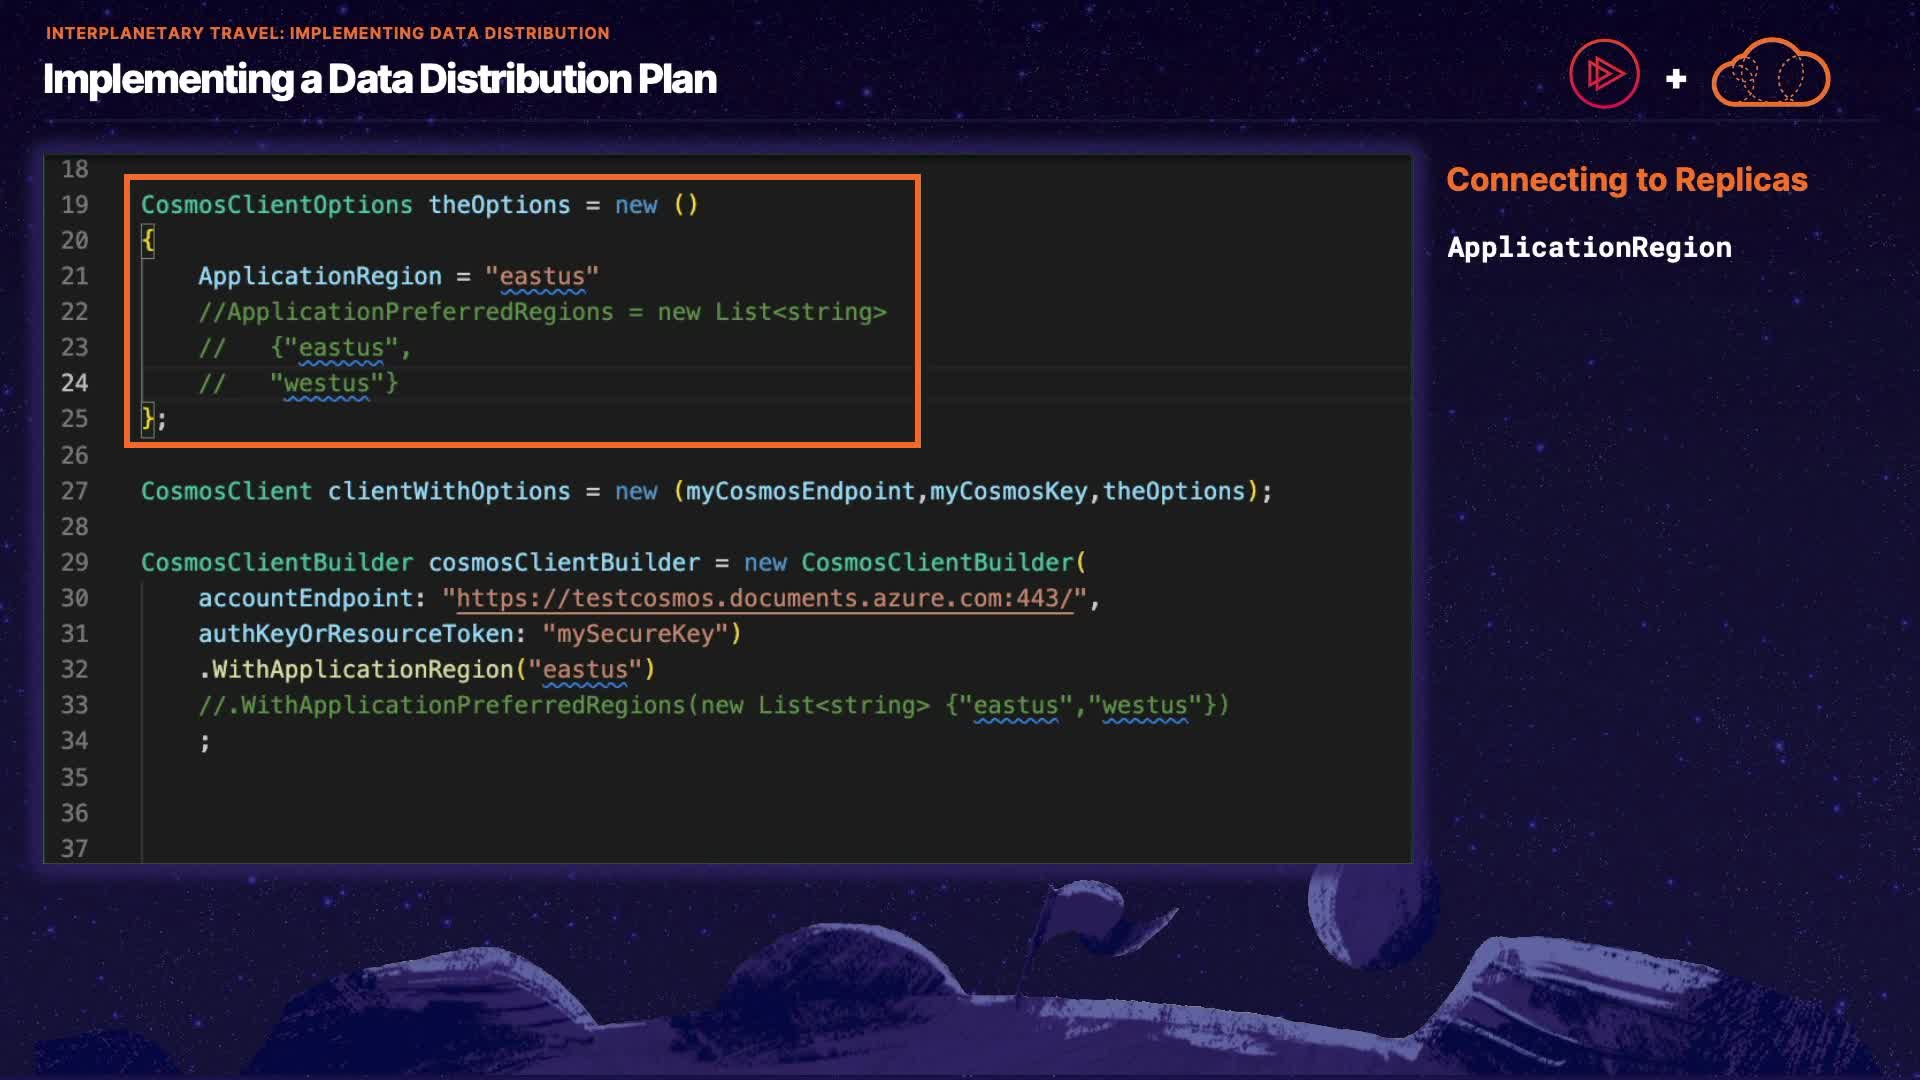 INTERPLANETARY TRAVEL: IMPLEMENTING DATA DISTRIBUTION
Implementing a Data Distribution Plan
+
18
19 CosmosClientOptions theOptions = new ()
20 {
21 ApplicationRegion = "eastus"
22 //ApplicationPreferredRegions = new List<string>
23 // {"eastus",
24 // "westus"}
25 };
26
27 CosmosClient clientWithOptions = new (myCosmosEndpoint,myCosmosKey,theOptions);
28
29 CosmosClientBuilder cosmosClientBuilder = new CosmosClientBuilder(
30 accountEndpoint: "https://testcosmos.documents.azure.com:443/",
31 authKeyOrResourceToken: "mySecureKey")
32 .WithApplicationRegion("eastus")
33 //.WithApplicationPreferredRegions(new List<string> {"eastus","westus"})
34 ;
35
36
37
Connecting to Replicas
ApplicationRegion